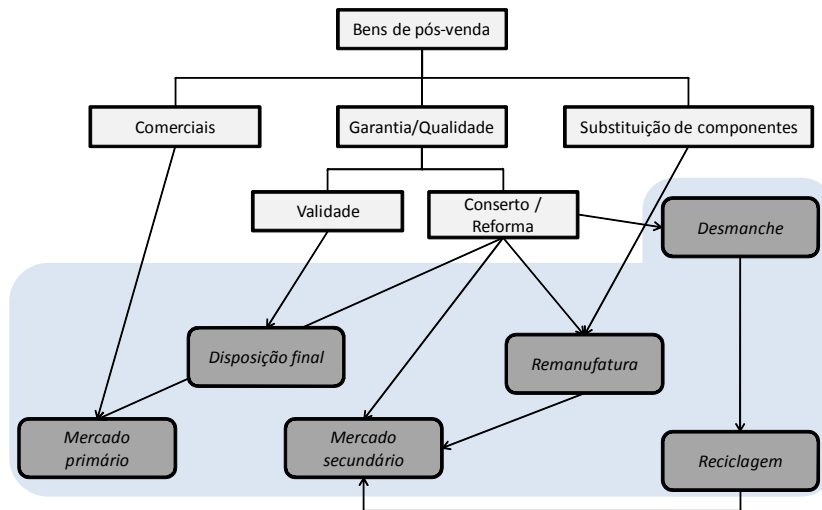 Bens de pós-venda
Comerciais
Garantia/Qualidade
Substituição de componentes
Validade
Conserto /
Reforma
Desmanche
Disposição final
Remanufatura
Mercado
primário
Mercado
secundário
Reciclagem